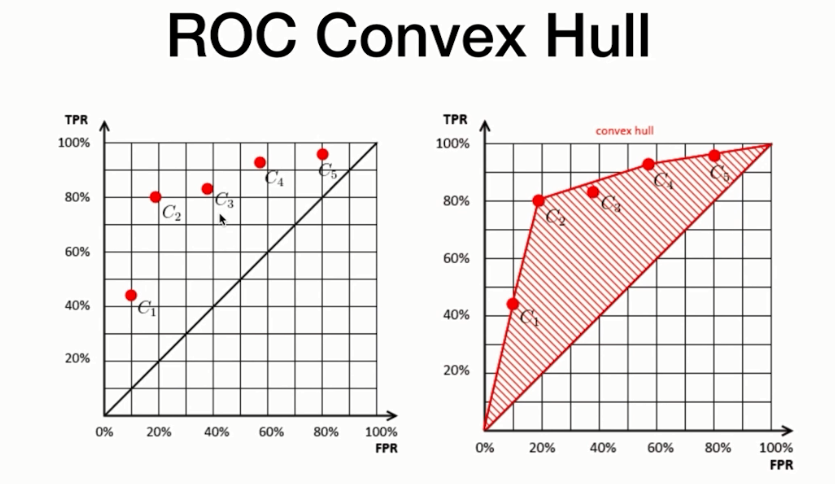 ROC Convex Hull
TPR
100%
80%
60%
40%
20%
0% 20% 40% 60% 80% 100%
FPR
C1
C2
C3
C4
C5
TPR
convex hull
100%
80%
60%
40%
20%
0% 20% 40% 60% 80% 100%
FPR
C1
C2
C3
C4
C5